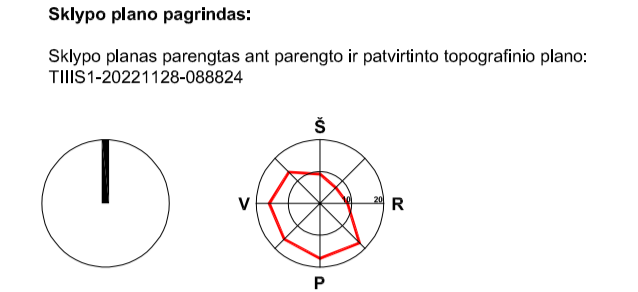 Sklypo plano pagrindas:
Sklypo planas parengtas ant parengto ir patvirtinto topografinio plano:
TIIIS1-20221128-088824
Š
V
10
20
R
P